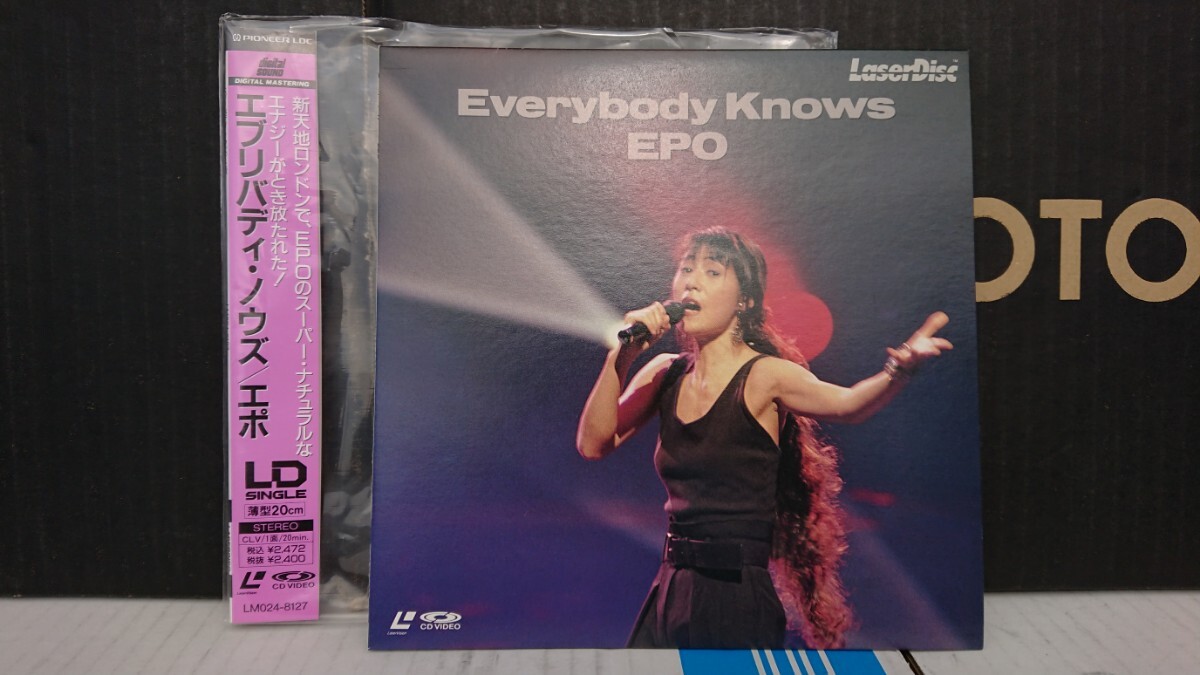 PIONEER LDC
digital
SOUND
DIGITAL MASTERING
新天地ロンドンで、EPOのスーパー・ナチュラルな
エナジーがとき放たれた!
エブリバディ・ノウズ/エポ
LD
SINGLE
薄型20cm
STEREO
CLV/1面/20min.
税込 ¥2,472
税抜 ¥2,400
LaserVision
CD VIDEO
LM024-8127
LaserDisc
Everybody Knows
EPO
LaserVision
CD VIDEO
OTO